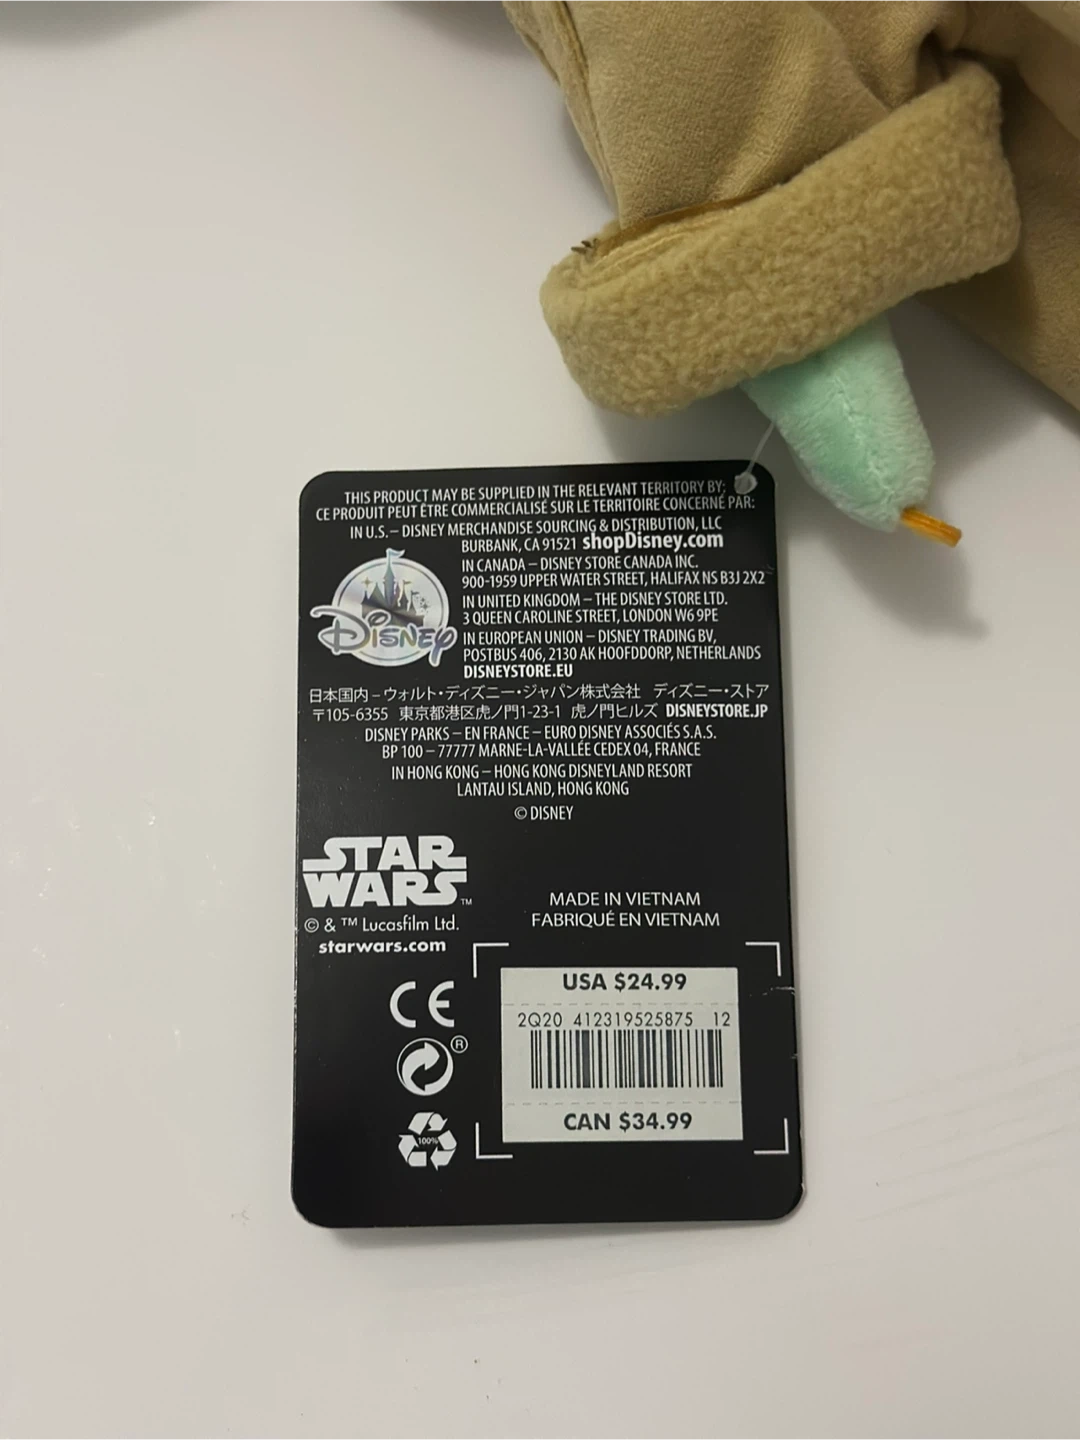 THIS PRODUCT MAY BE SUPPLIED IN THE RELEVANT TERRITORY BY:
CE PRODUIT PEUT ÊTRE COMMERCIALISÉ SUR LE TERRITOIRE CONCERNÉ PAR:
IN U.S.– DISNEY MERCHANDISE SOURCING & DISTRIBUTION, LLC
BURBANK, CA 91521 shopDisney.com
IN CANADA – DISNEY STORE CANADA INC.
900-1959 UPPER WATER STREET, HALIFAX NS B3J 2X2
IN UNITED KINGDOM – THE DISNEY STORE LTD.
3 QUEEN CAROLINE STREET, LONDON W6 9PE
IN EUROPEAN UNION – DISNEY TRADING BV,
POSTBUS 406, 2130 AK HOOFDDORP, NETHERLANDS
DISNEYSTORE.EU
DISNEY
日本国内 – ウォルト・ディズニー・ジャパン株式会社 ディズニー・ストア
〒105-6355 東京都港区虎ノ門1-23-1 虎ノ門ヒルズ DISNEYSTORE.JP
DISNEY PARKS – EN FRANCE – EURO DISNEY ASSOCIÉS S.A.S.
BP 100 – 77777 MARNE-LA-VALLÉE CEDEX 04, FRANCE
IN HONG KONG – HONG KONG DISNEYLAND RESORT
LANTAU ISLAND, HONG KONG
© DISNEY
STAR
WARS™
© & ™ Lucasfilm Ltd.
starwars.com
MADE IN VIETNAM
FABRIQUÉ EN VIETNAM
CE
®
100%
USA $24.99
2Q20 412319525875 12
CAN $34.99